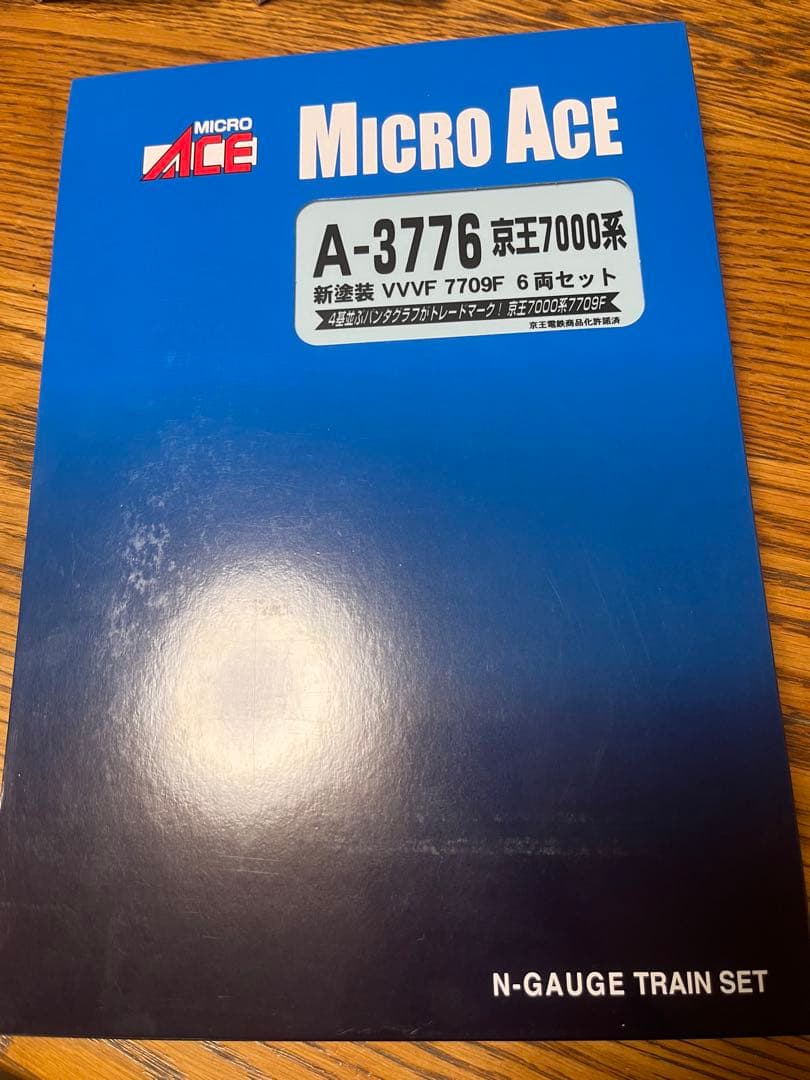 MICRO
ACE
MICRO ACE
A-3776 京王7000系
新塗装 VVVF 7709F 6両セット
4基並ぶパンタグラフがトレードマーク! 京王7000系7709F
京王電鉄商品化許諾済
N-GAUGE TRAIN SET